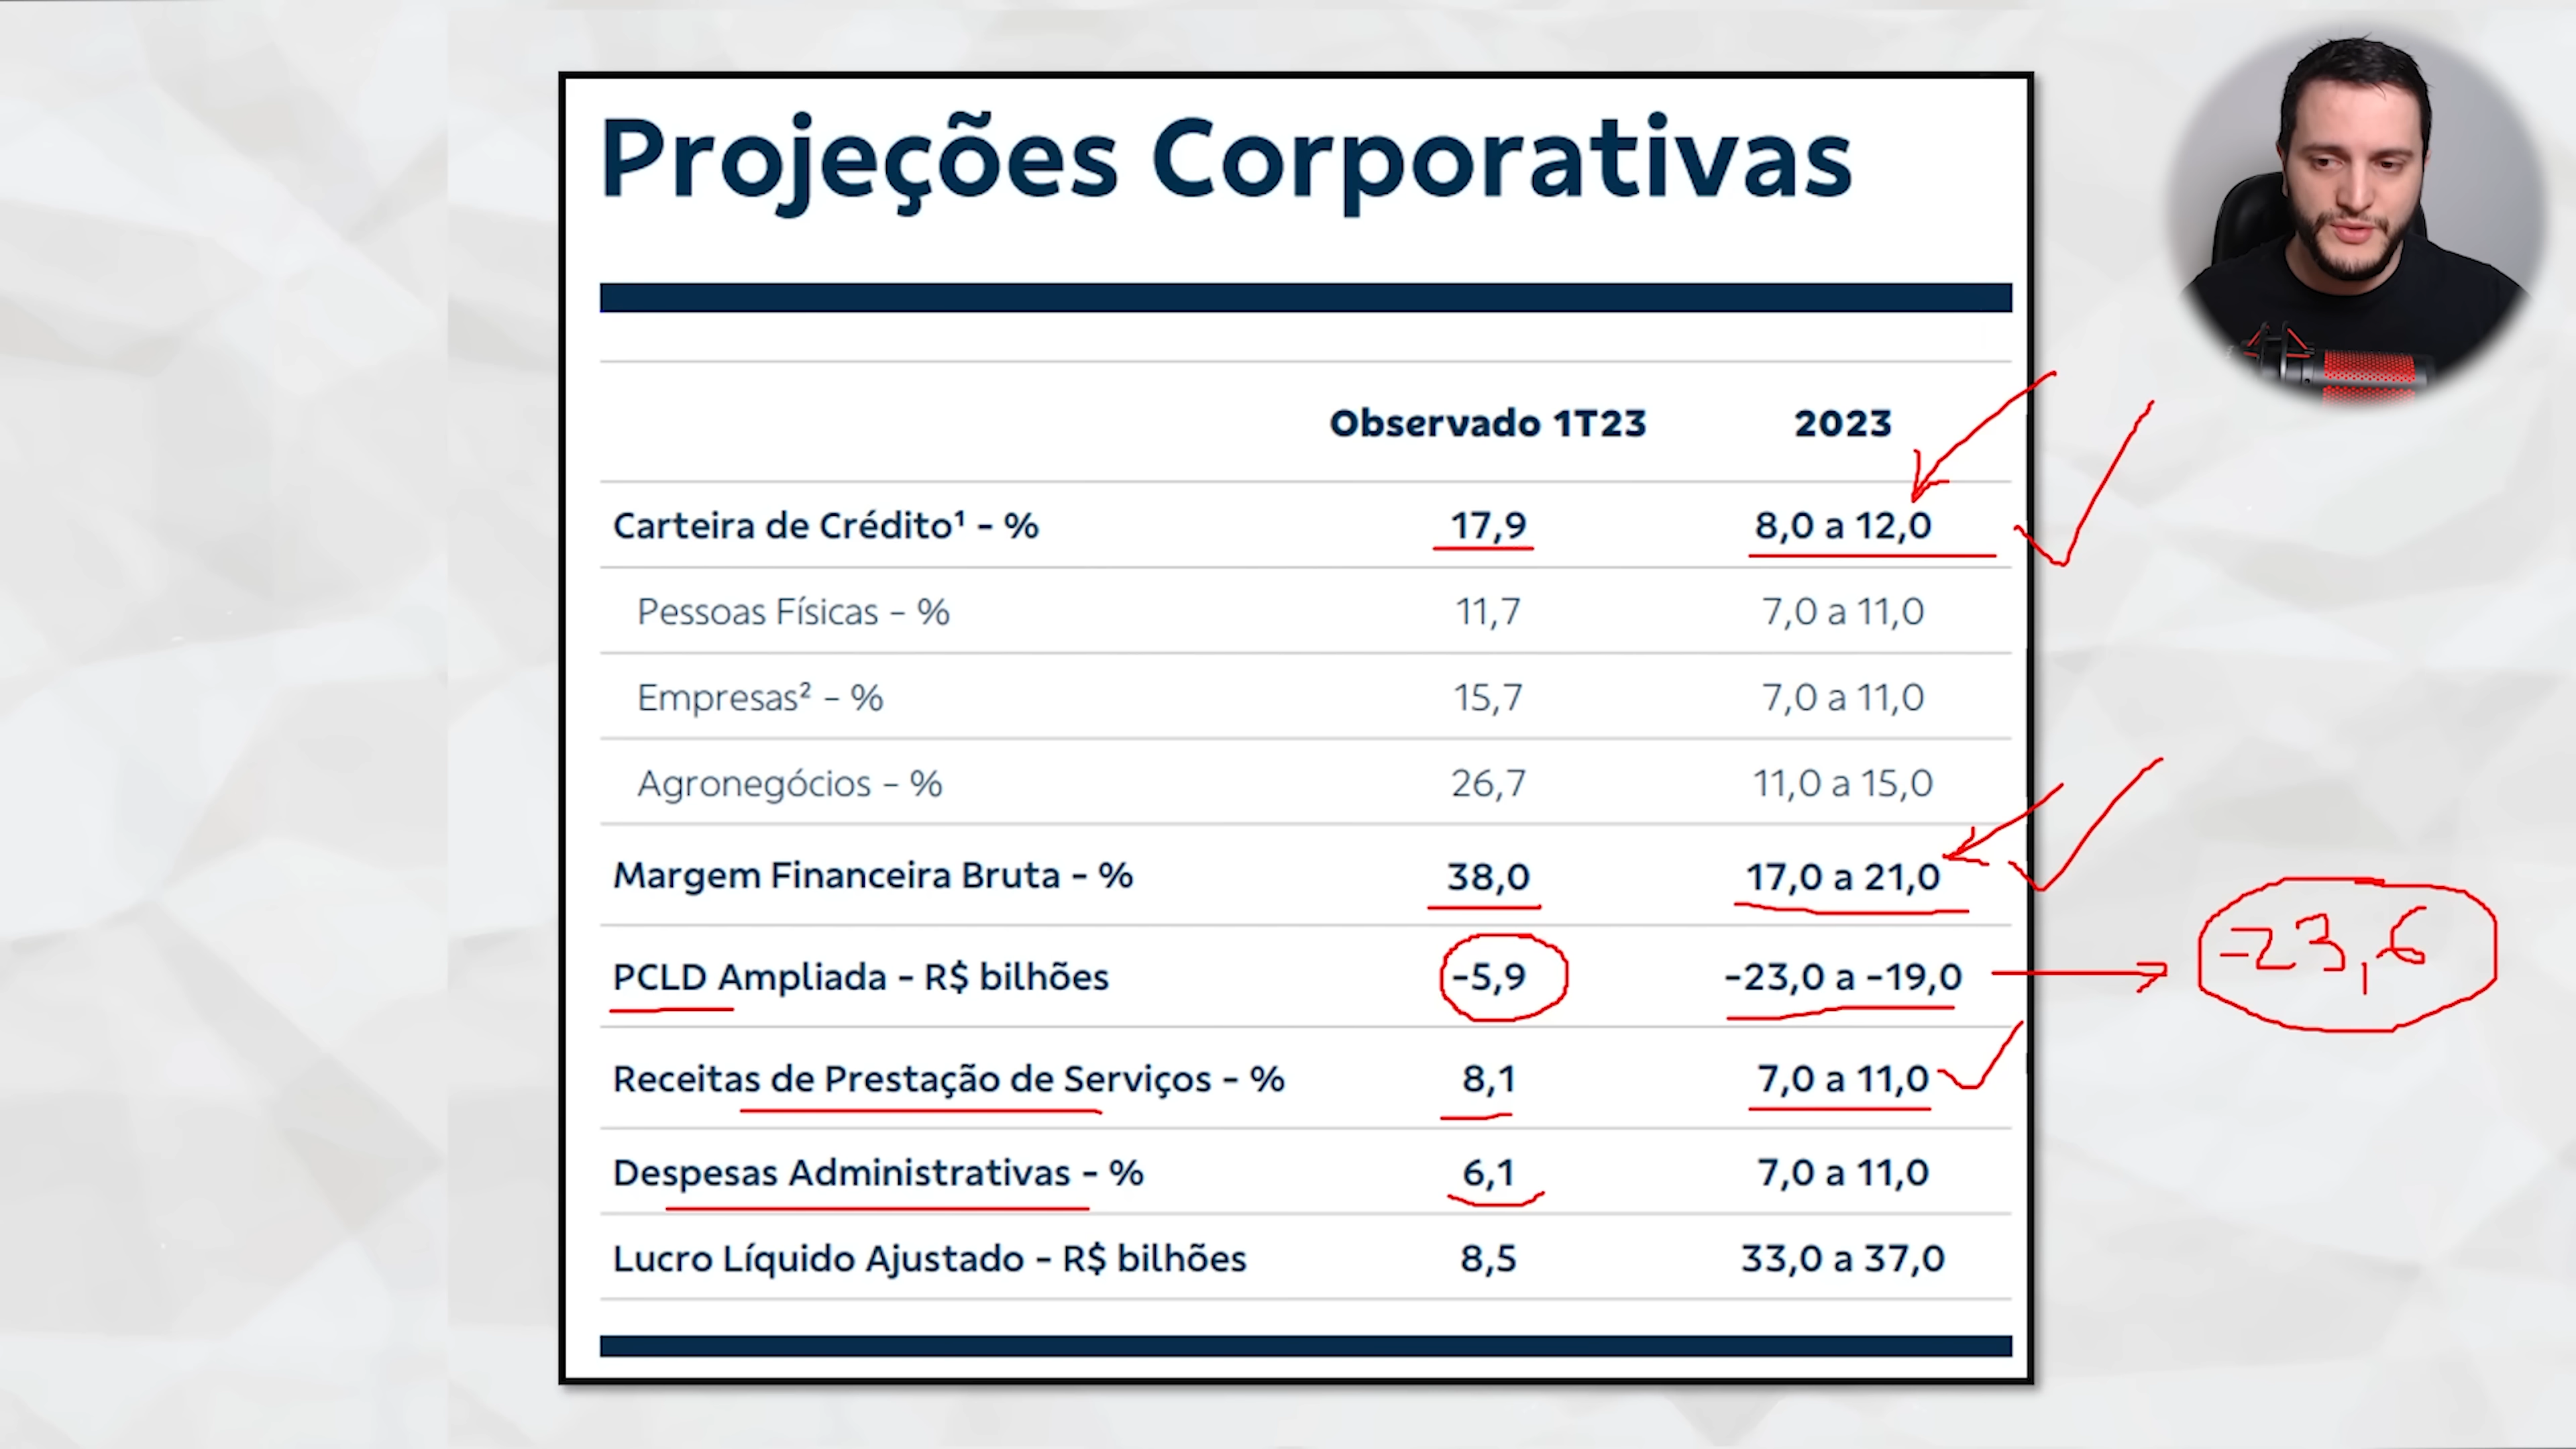 Projeções Corporativas
Observado 1T23 2023
Carteira de Crédito¹ - % 17,9 8,0 a 12,0
Pessoas Físicas - % 11,7 7,0 a 11,0
Empresas² - % 15,7 7,0 a 11,0
Agronegócios - % 26,7 11,0 a 15,0
Margem Financeira Bruta - % 38,0 17,0 a 21,0
PCLD Ampliada - R$ bilhões -5,9 -23,0 a -19,0 -23,6
Receitas de Prestação de Serviços - % 8,1 7,0 a 11,0
Despesas Administrativas - % 6,1 7,0 a 11,0
Lucro Líquido Ajustado - R$ bilhões 8,5 33,0 a 37,0